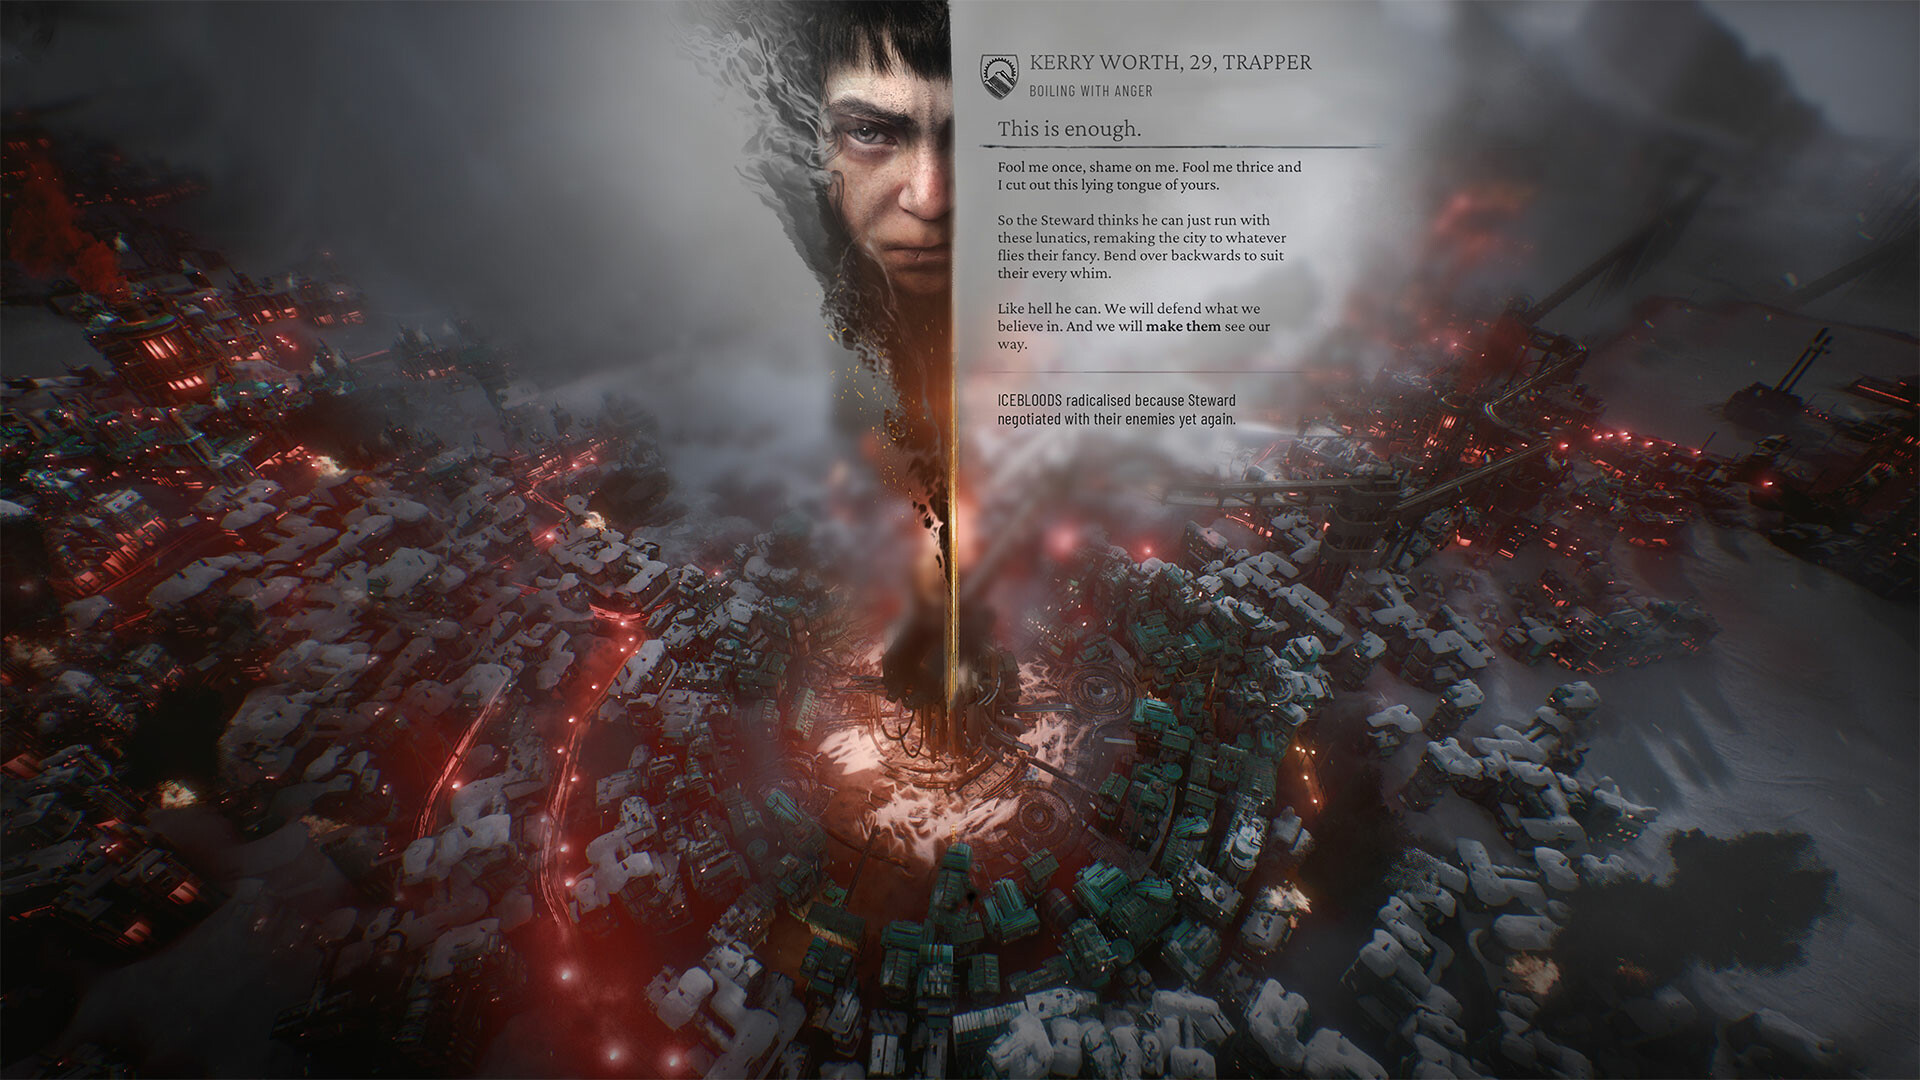 KERRY WORTH, 29, TRAPPER
BOILING WITH ANGER
This is enough.
Fool me once, shame on me. Fool me thrice and
I cut out this lying tongue of yours.
So the Steward thinks he can just run with
these lunatics, remaking the city to whatever
flies their fancy. Bend over backwards to suit
their every whim.
Like hell he can. We will defend what we
believe in. And we will make them see our
way.
ICEBLOODS radicalised because Steward
negotiated with their enemies yet again.